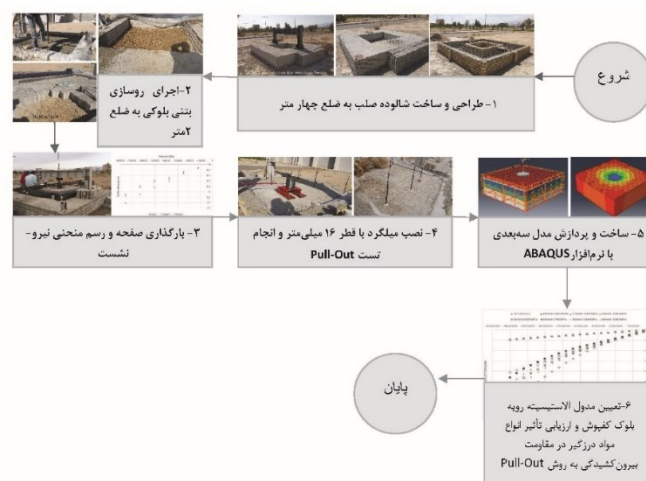 شروع
۱- طراحی و ساخت شالوده صلب به ضلع چهار متر
۲-اجرای روسازی
بتنی بلوکی به ضلع
۲متر
۳- بارگذاری صفحه و رسم منحنی نیرو-
نشست
۴- نصب میلگرد با قطر ۱۶ میلی‌متر و انجام
تست Pull-Out
۵- ساخت و پردازش مدل سه‌بعدی
با نرم‌افزارABAQUS
۶-تعیین مدول الاستیسیته رویه
بلوک کفپوش و ارزیابی تأثیر انواع
مواد درزگیر در مقاومت
بیرون‌کشیدگی به روش Pull-Out
پایان